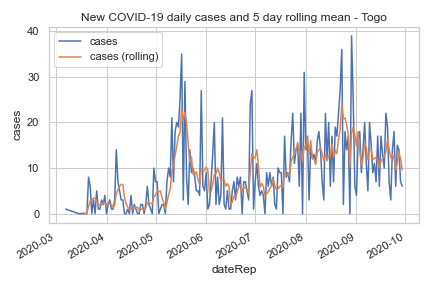 New COVID-19 daily cases and 5 day rolling mean - Togo
cases
cases (rolling)
40
30
20
10
0
cases
2020-03
2020-04
2020-05
2020-06
2020-07
2020-08
2020-09
2020-10
dateRep